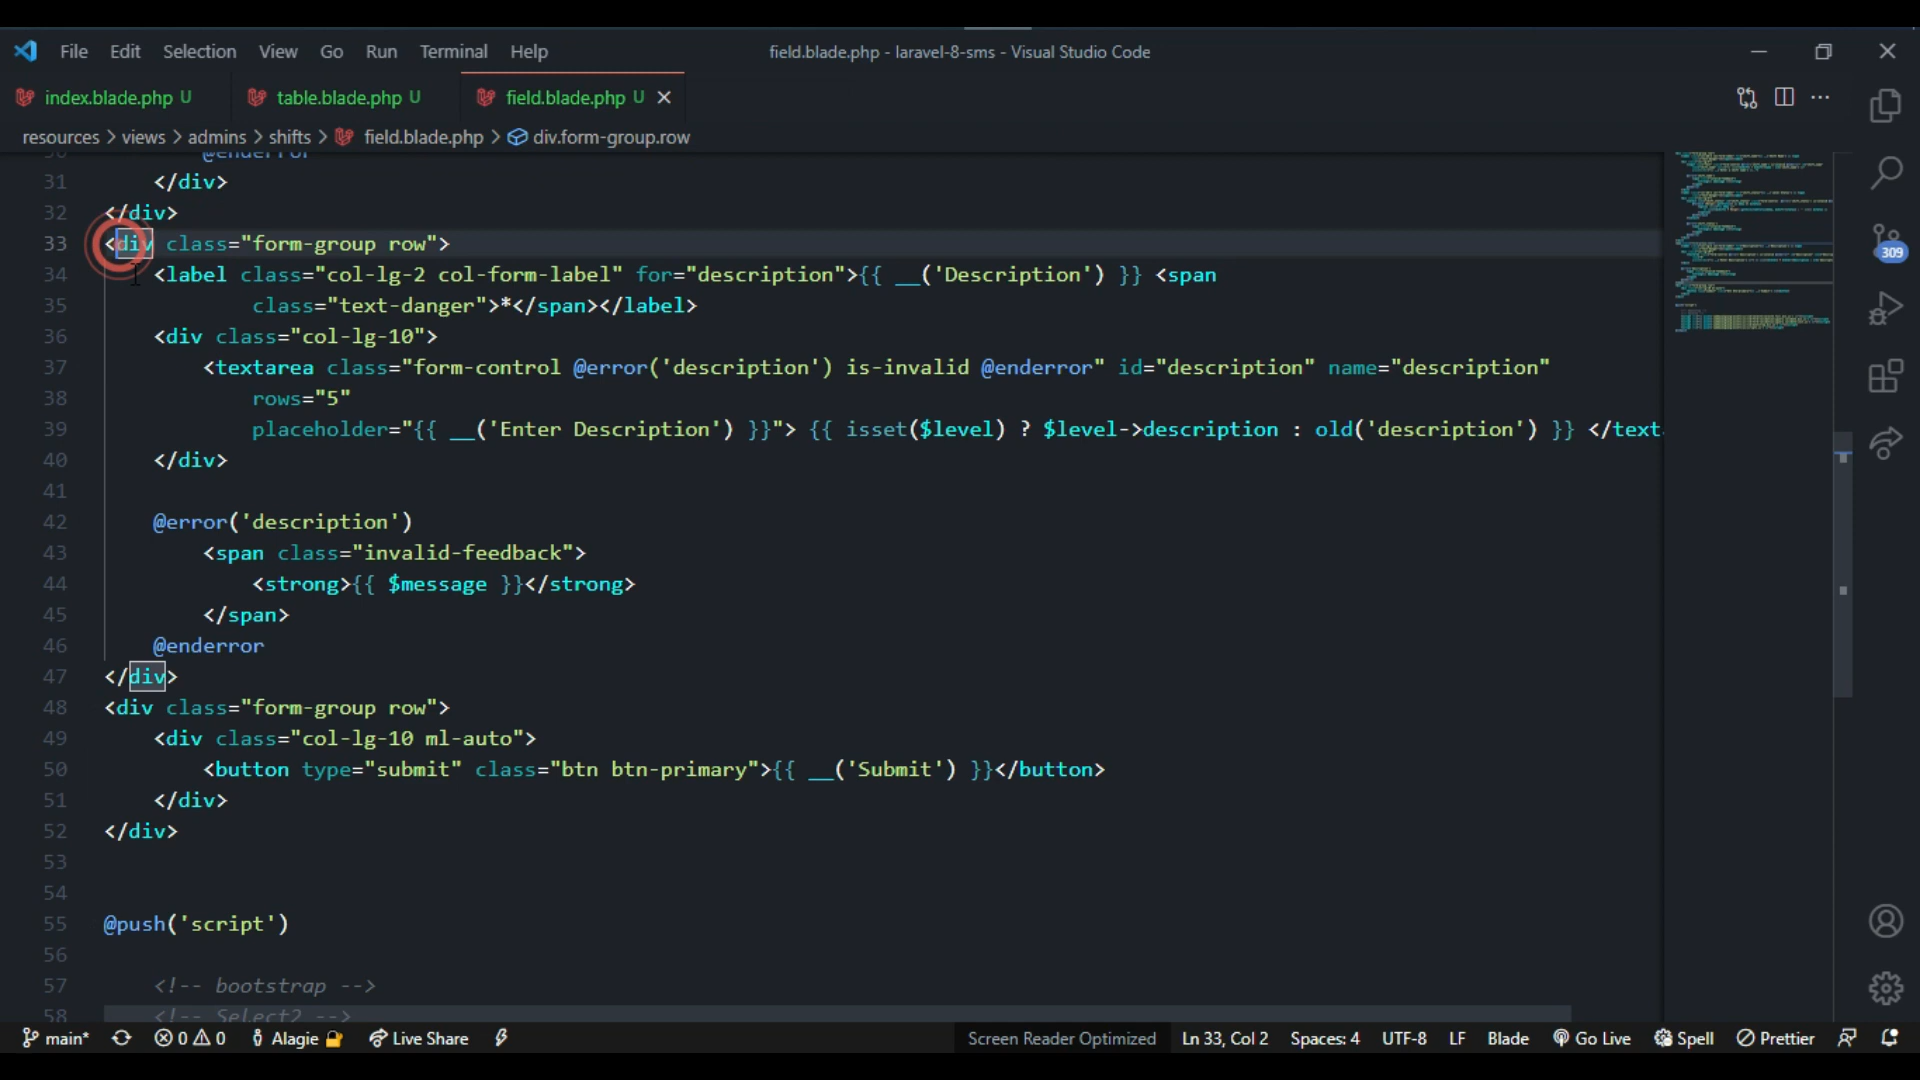 File Edit Selection View Go Run Terminal Help
field.blade.php - laravel-8-sms - Visual Studio Code
index.blade.php U
table.blade.php U
field.blade.php U
resources > views > admins > shifts > field.blade.php > div.form-group.row
30 @enderror
31 </div>
32 </div>
33 <div class="form-group row">
34 <label class="col-lg-2 col-form-label" for="description">{{ __('Description') }} <span
35 class="text-danger">*</span></label>
36 <div class="col-lg-10">
37 <textarea class="form-control @error('description') is-invalid @enderror" id="description" name="description"
38 rows="5"
39 placeholder="{{ __('Enter Description') }}"> {{ isset($level) ? $level->description : old('description') }} </text
40 </div>
41
42 @error('description')
43 <span class="invalid-feedback">
44 <strong>{{ $message }}</strong>
45 </span>
46 @enderror
47 </div>
48 <div class="form-group row">
49 <div class="col-lg-10 ml-auto">
50 <button type="submit" class="btn btn-primary">{{ __('Submit') }}</button>
51 </div>
52 </div>
53
54
55 @push('script')
56
57 <!-- bootstrap -->
58 <!-- Select2 -->
309
main* 0 0 Alagie Live Share
Screen Reader Optimized Ln 33, Col 2 Spaces: 4 UTF-8 LF Blade Go Live Spell Prettier